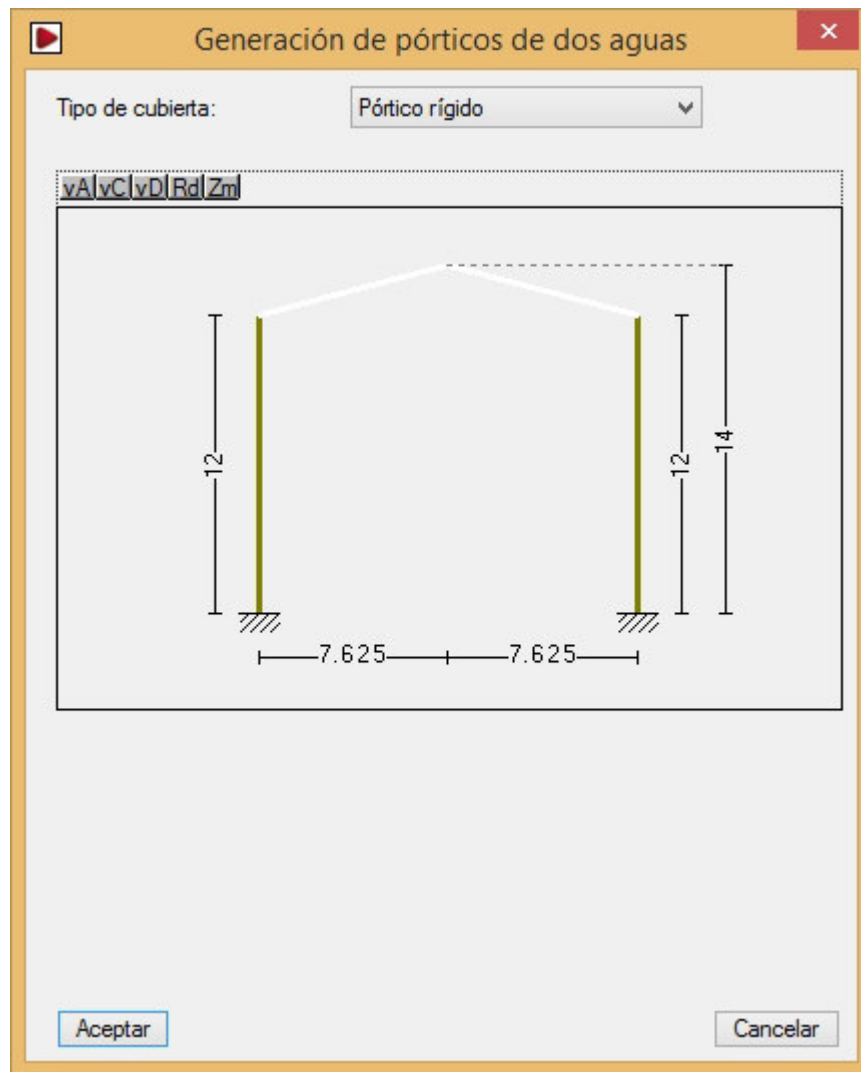 Generación de pórticos de dos aguas
Tipo de cubierta: Pórtico rígido
vA vC vD Rd Zm
12
12
14
7.625 7.625
Aceptar Cancelar